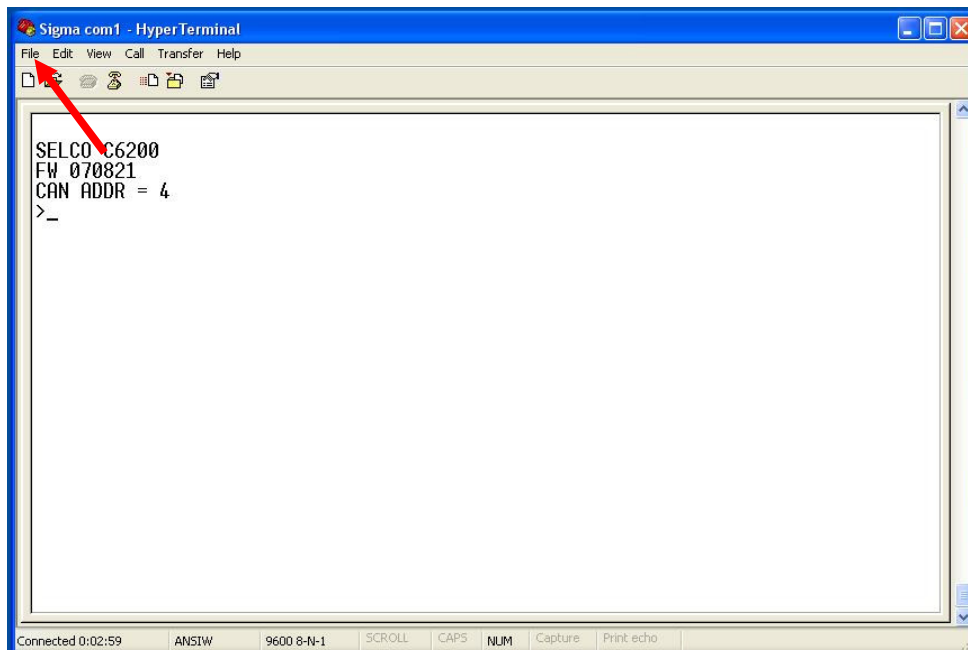 Sigma com1 - HyperTerminal
File Edit View Call Transfer Help
SELCO C6200
FW 070821
CAN ADDR = 4
>_
Connected 0:02:59 ANSIW 9600 8-N-1 SCROLL CAPS NUM Capture Print echo